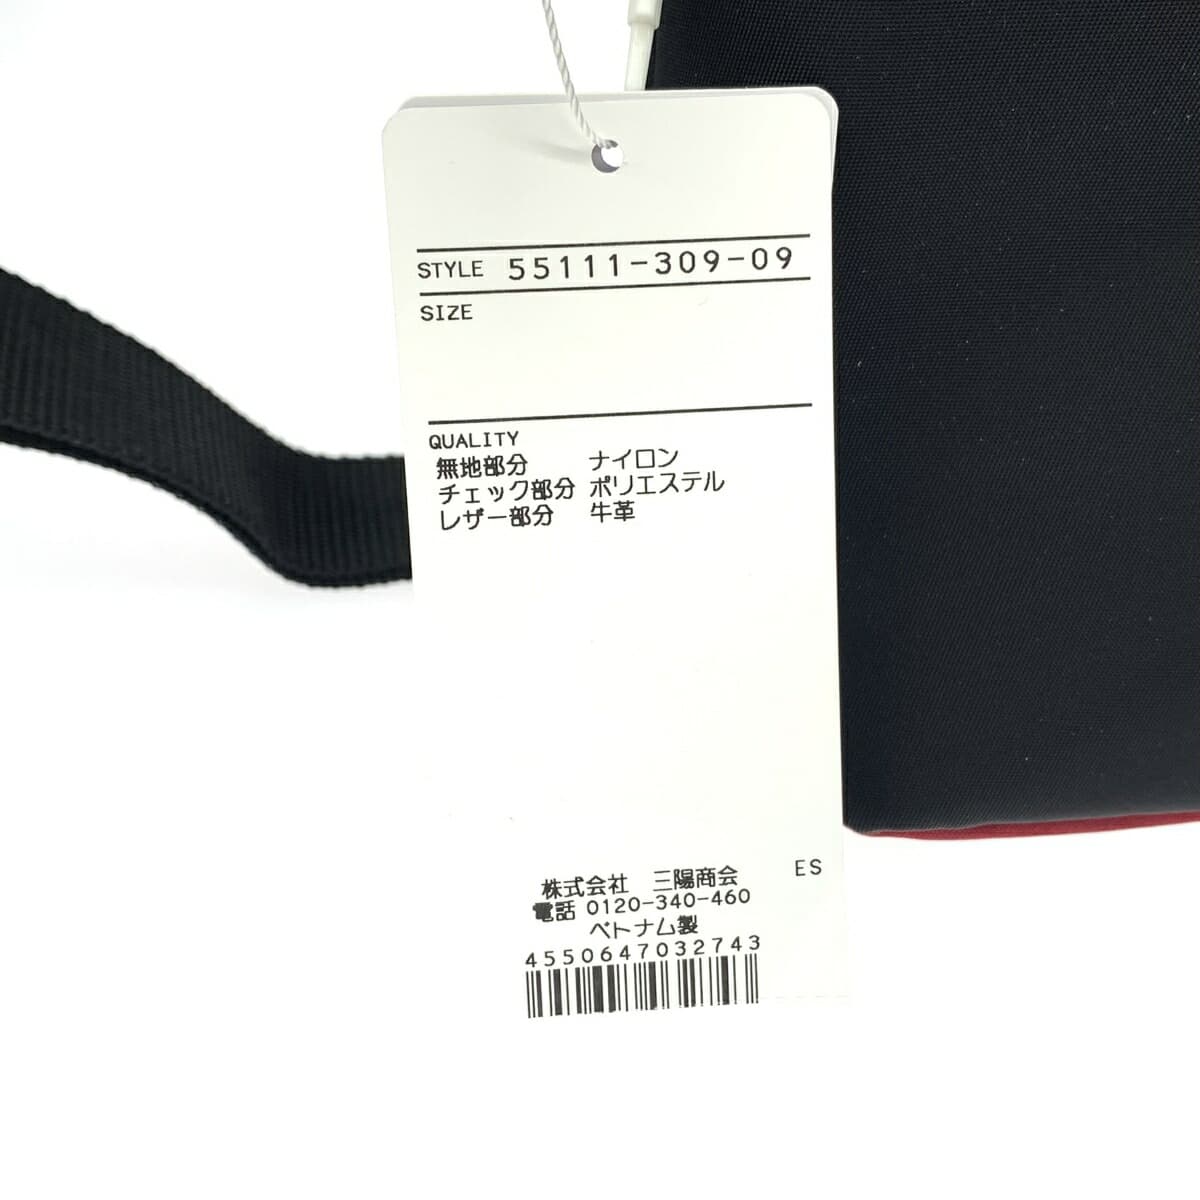 STYLE 55111-309-09
SIZE
QUALITY
無地部分 ナイロン
チェック部分 ポリエステル
レザー部分 牛革
ES
株式会社 三陽商会
電話 0120-340-460
ベトナム製
4550647032743